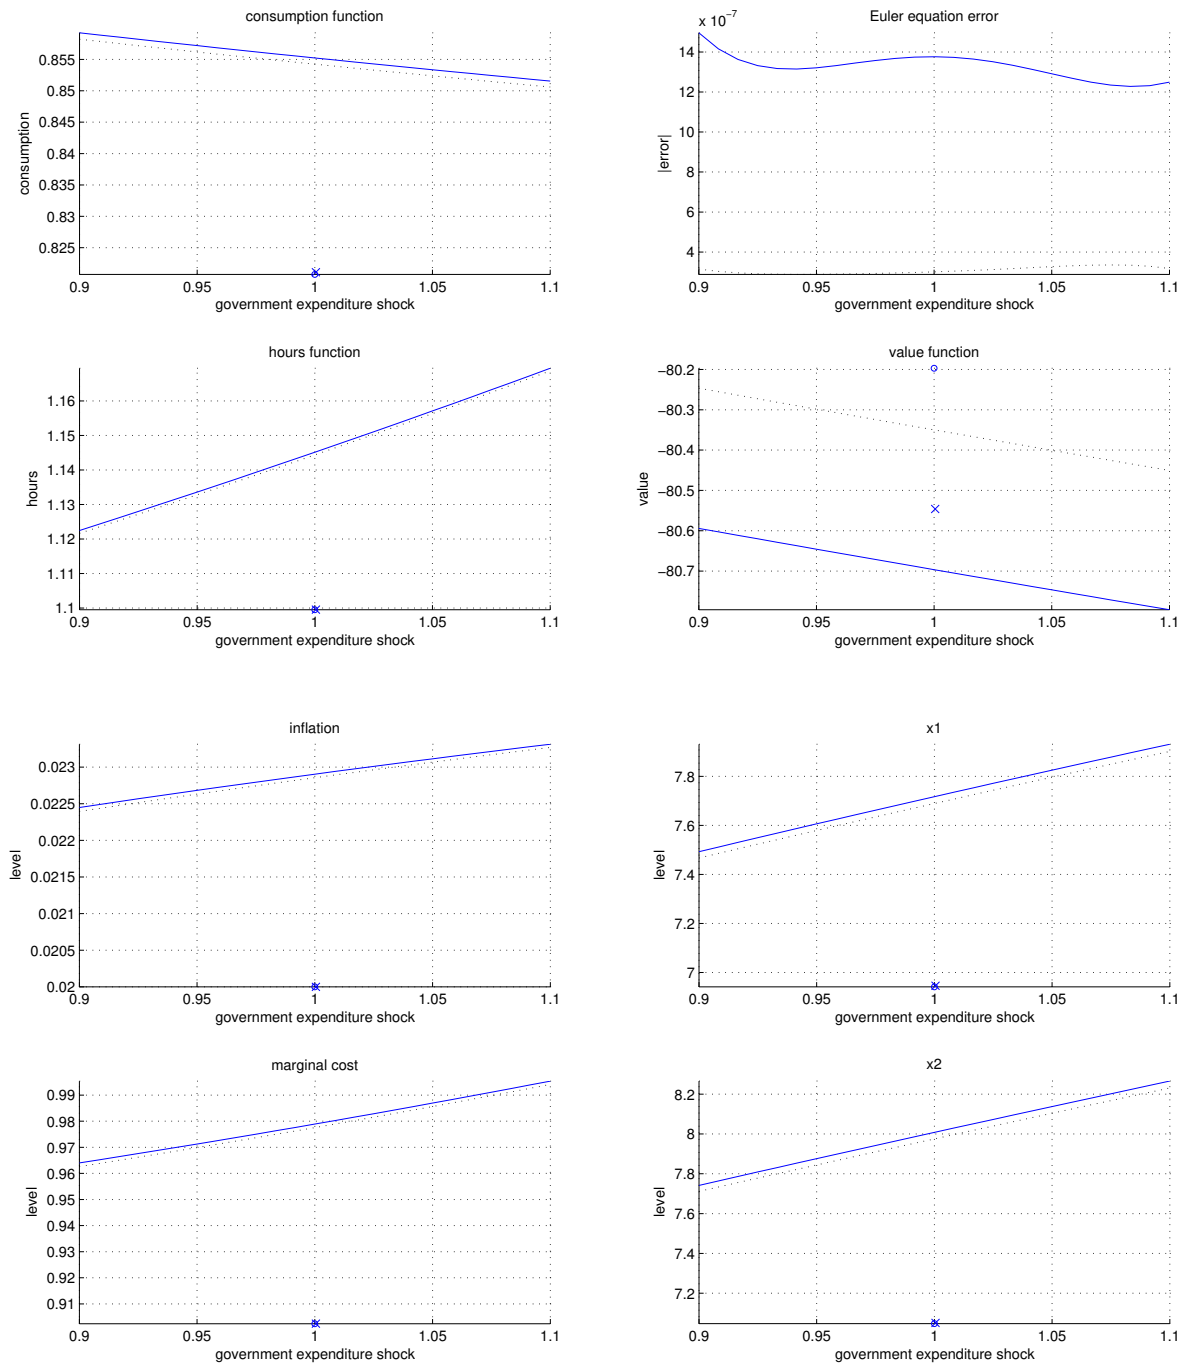 consumption function
consumption
0.855
0.85
0.845
0.84
0.835
0.83
0.825
0.9 0.95 1 1.05 1.1
government expenditure shock
Euler equation error
x 10⁻⁷
|error|
14
12
10
8
6
4
0.9 0.95 1 1.05 1.1
government expenditure shock
hours function
hours
1.16
1.15
1.14
1.13
1.12
1.11
1.1
0.9 0.95 1 1.05 1.1
government expenditure shock
value function
value
−80.2
−80.3
−80.4
−80.5
−80.6
−80.7
0.9 0.95 1 1.05 1.1
government expenditure shock
inflation
level
0.023
0.0225
0.022
0.0215
0.021
0.0205
0.02
0.9 0.95 1 1.05 1.1
government expenditure shock
x1
level
7.8
7.6
7.4
7.2
7
0.9 0.95 1 1.05 1.1
government expenditure shock
marginal cost
level
0.99
0.98
0.97
0.96
0.95
0.94
0.93
0.92
0.91
0.9 0.95 1 1.05 1.1
government expenditure shock
x2
level
8.2
8
7.8
7.6
7.4
7.2
0.9 0.95 1 1.05 1.1
government expenditure shock